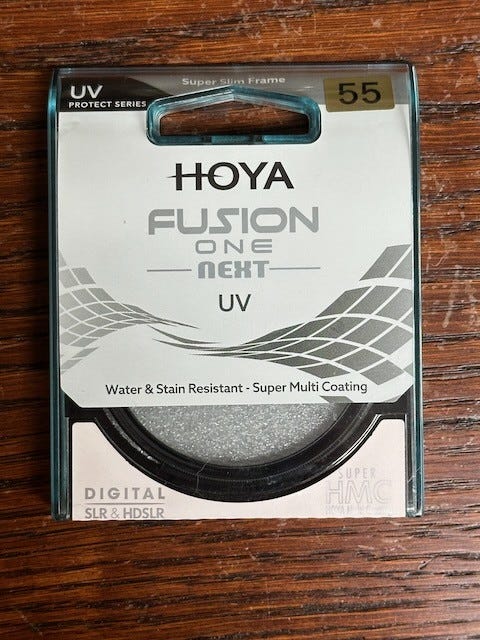 Super Slim Frame
UV
PROTECT SERIES
55
HOYA
FUSION
ONE
NEXT
UV
Water & Stain Resistant - Super Multi Coating
DIGITAL
SLR & HDSLR
SUPER
HMC